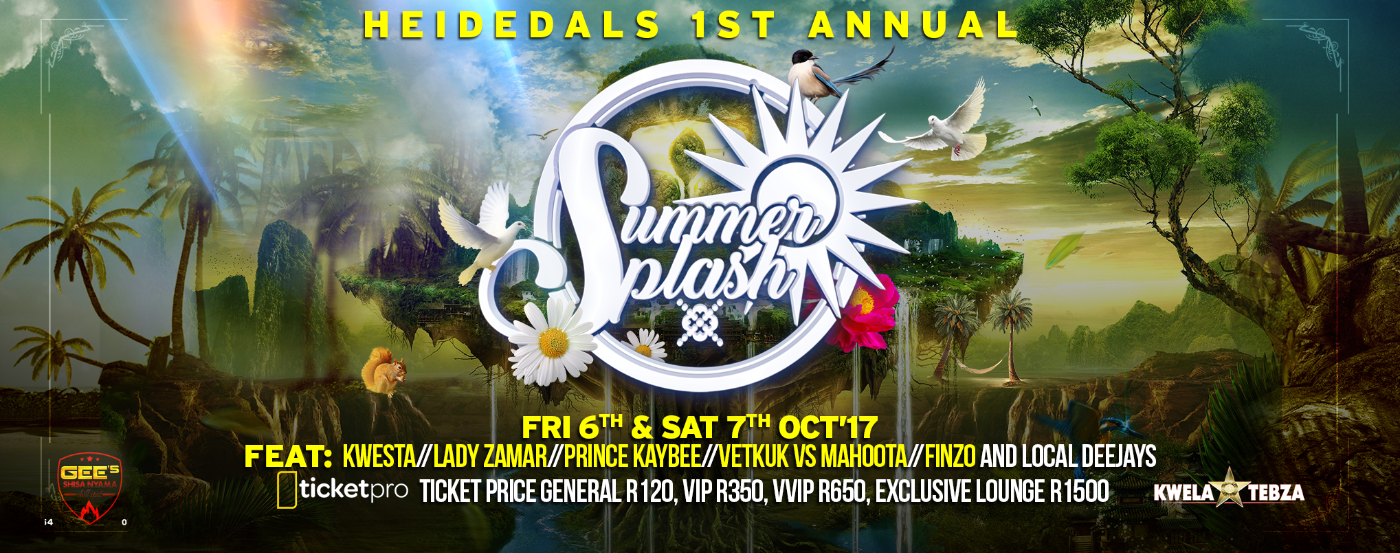 HEIDEDALS 1ST ANNUAL
Summer
Splash
FRI 6TH & SAT 7TH OCT'17
FEAT: KWESTA//LADY ZAMAR//PRINCE KAYBEE//VETKUK VS MAHOOTA//FINZO AND LOCAL DEEJAYS
ticketpro TICKET PRICE GENERAL R120, VIP R350, VVIP R650, EXCLUSIVE LOUNGE R1500
GEE'S
SHISA NYAMA
KWELA TEBZA